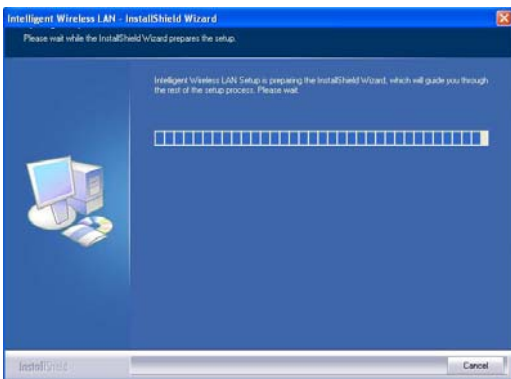 Intelligent Wireless LAN - InstallShield Wizard
Please wait while the InstallShield Wizard prepares the setup.
Intelligent Wireless LAN Setup is preparing the InstallShield Wizard, which will guide you through
the rest of the setup process. Please wait.
InstallShield
Cancel